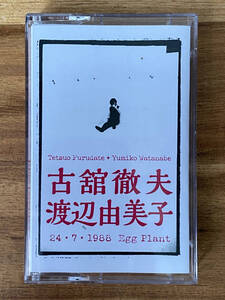 Tetsuo Furudate + Yumiko Watanabe
古舘徹夫
渡辺由美子
24・7・1988 Egg Plant